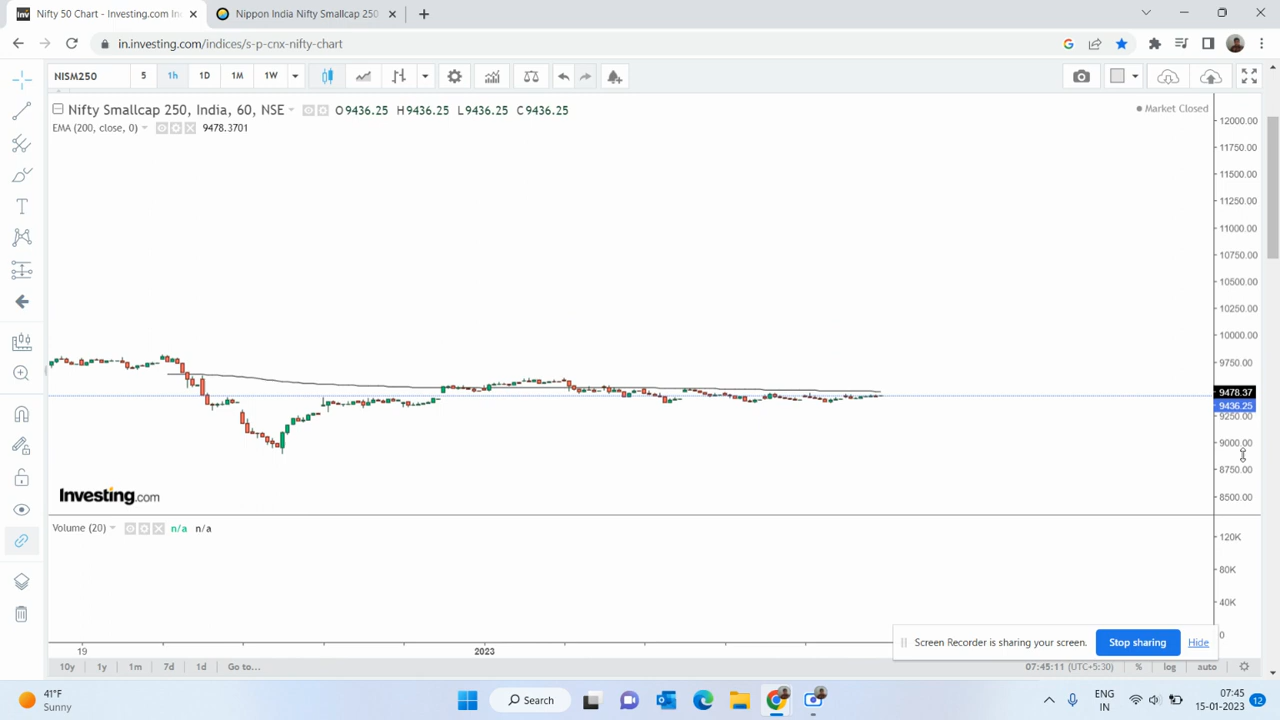 Nifty 50 Chart - Investing.com In
Nippon India Nifty Smallcap 250
in.investing.com/indices/s-p-cnx-nifty-chart
NISM250 5 1h 1D 1M 1W
Nifty Smallcap 250, India, 60, NSE O9436.25 H9436.25 L9436.25 C9436.25
Market Closed
EMA (200, close, 0) 9478.3701
12000.00
11750.00
11500.00
11250.00
11000.00
10750.00
10500.00
10250.00
10000.00
9750.00
9478.37
9436.25
9250.00
9000.00
8750.00
8500.00
Investing.com
Volume (20) n/a n/a
120K
80K
40K
0
Screen Recorder is sharing your screen. Stop sharing Hide
19 2023
10y 1y 1m 7d 1d Go to... 07:45:11 (UTC+5:30) % log auto
41°F
Sunny
Search
ENG
IN
07:45
15-01-2023
12